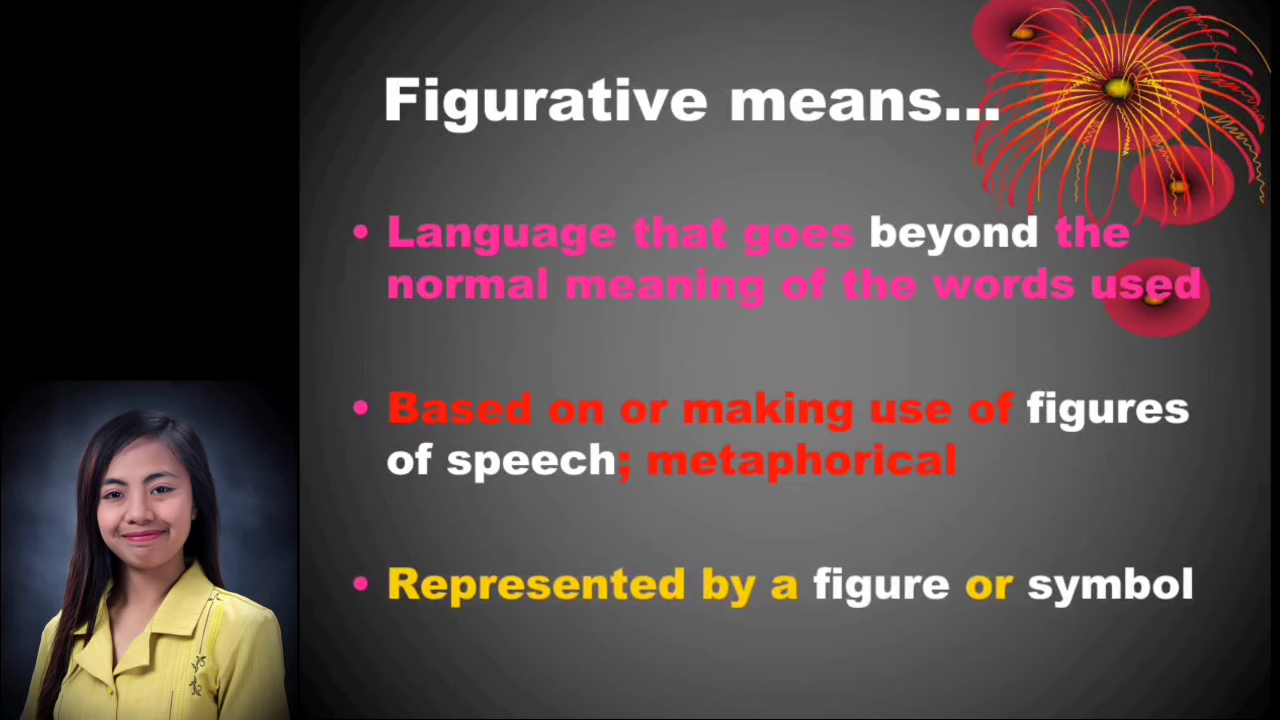 Figurative means...
• Language that goes beyond the
normal meaning of the words used
• Based on or making use of figures
of speech; metaphorical
• Represented by a figure or symbol